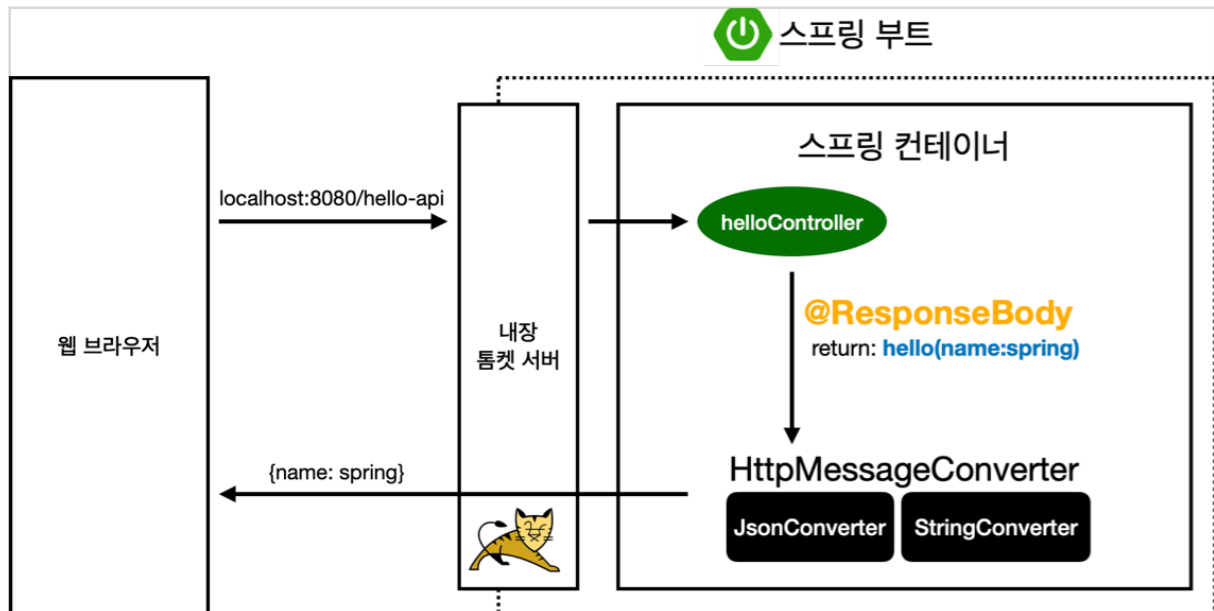 스프링 부트
스프링 컨테이너
localhost:8080/hello-api
helloController
@ResponseBody
return: hello(name:spring)
웹 브라우저
내장
톰켓 서버
{name: spring}
HttpMessageConverter
JsonConverter
StringConverter